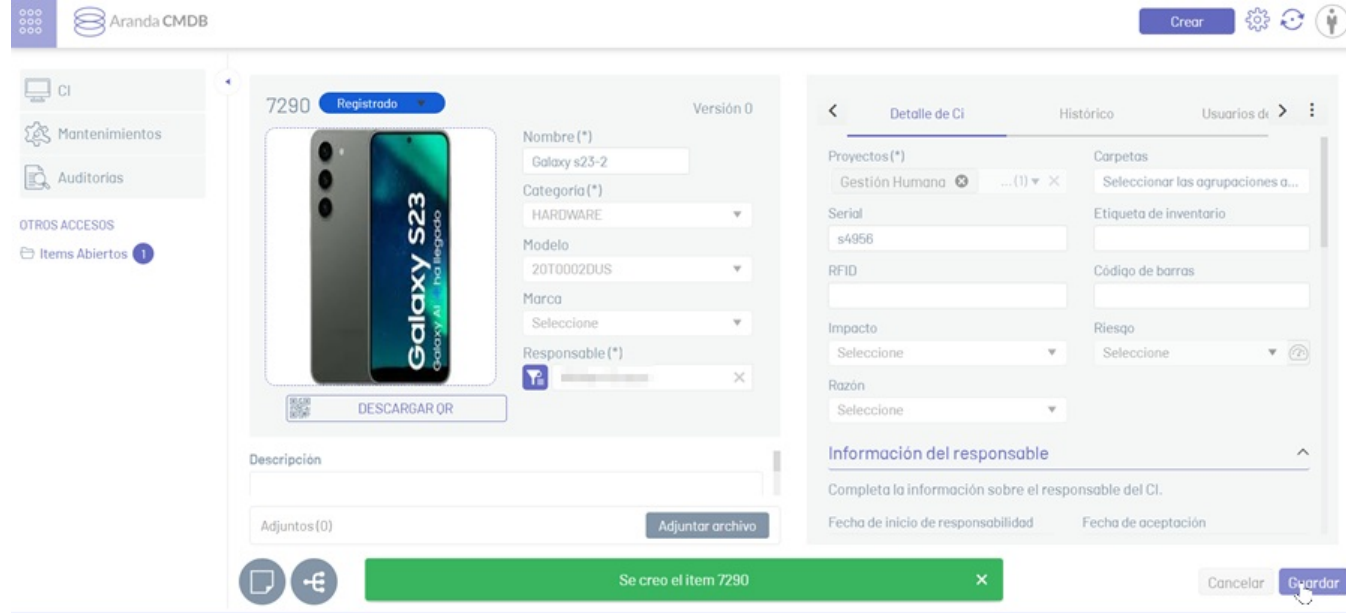 Aranda CMDB
Crear
CI
Mantenimientos
Auditorias
OTROS ACCESOS
Items Abiertos 1
7290 Registrado Versión 0
Galaxy S23
Galaxy AI ha llegado
DESCARGAR QR
Nombre (*)
Galaxy s23-2
Categoría (*)
HARDWARE
Modelo
20T0002DUS
Marca
Seleccione
Responsable (*)
Descripción
Adjuntos (0) Adjuntar archivo
Detalle de Ci Histórico Usuarios de
Proyectos (*) Carpetas
Gestión Humana ...(1) Seleccionar las agrupaciones a...
Serial Etiqueta de inventario
s4956
RFID Código de barras
Impacto Riesgo
Seleccione Seleccione
Razón
Seleccione
Información del responsable
Completa la información sobre el responsable del CI.
Fecha de inicio de responsabilidad Fecha de aceptación
Se creo el item 7290
Cancelar Guardar